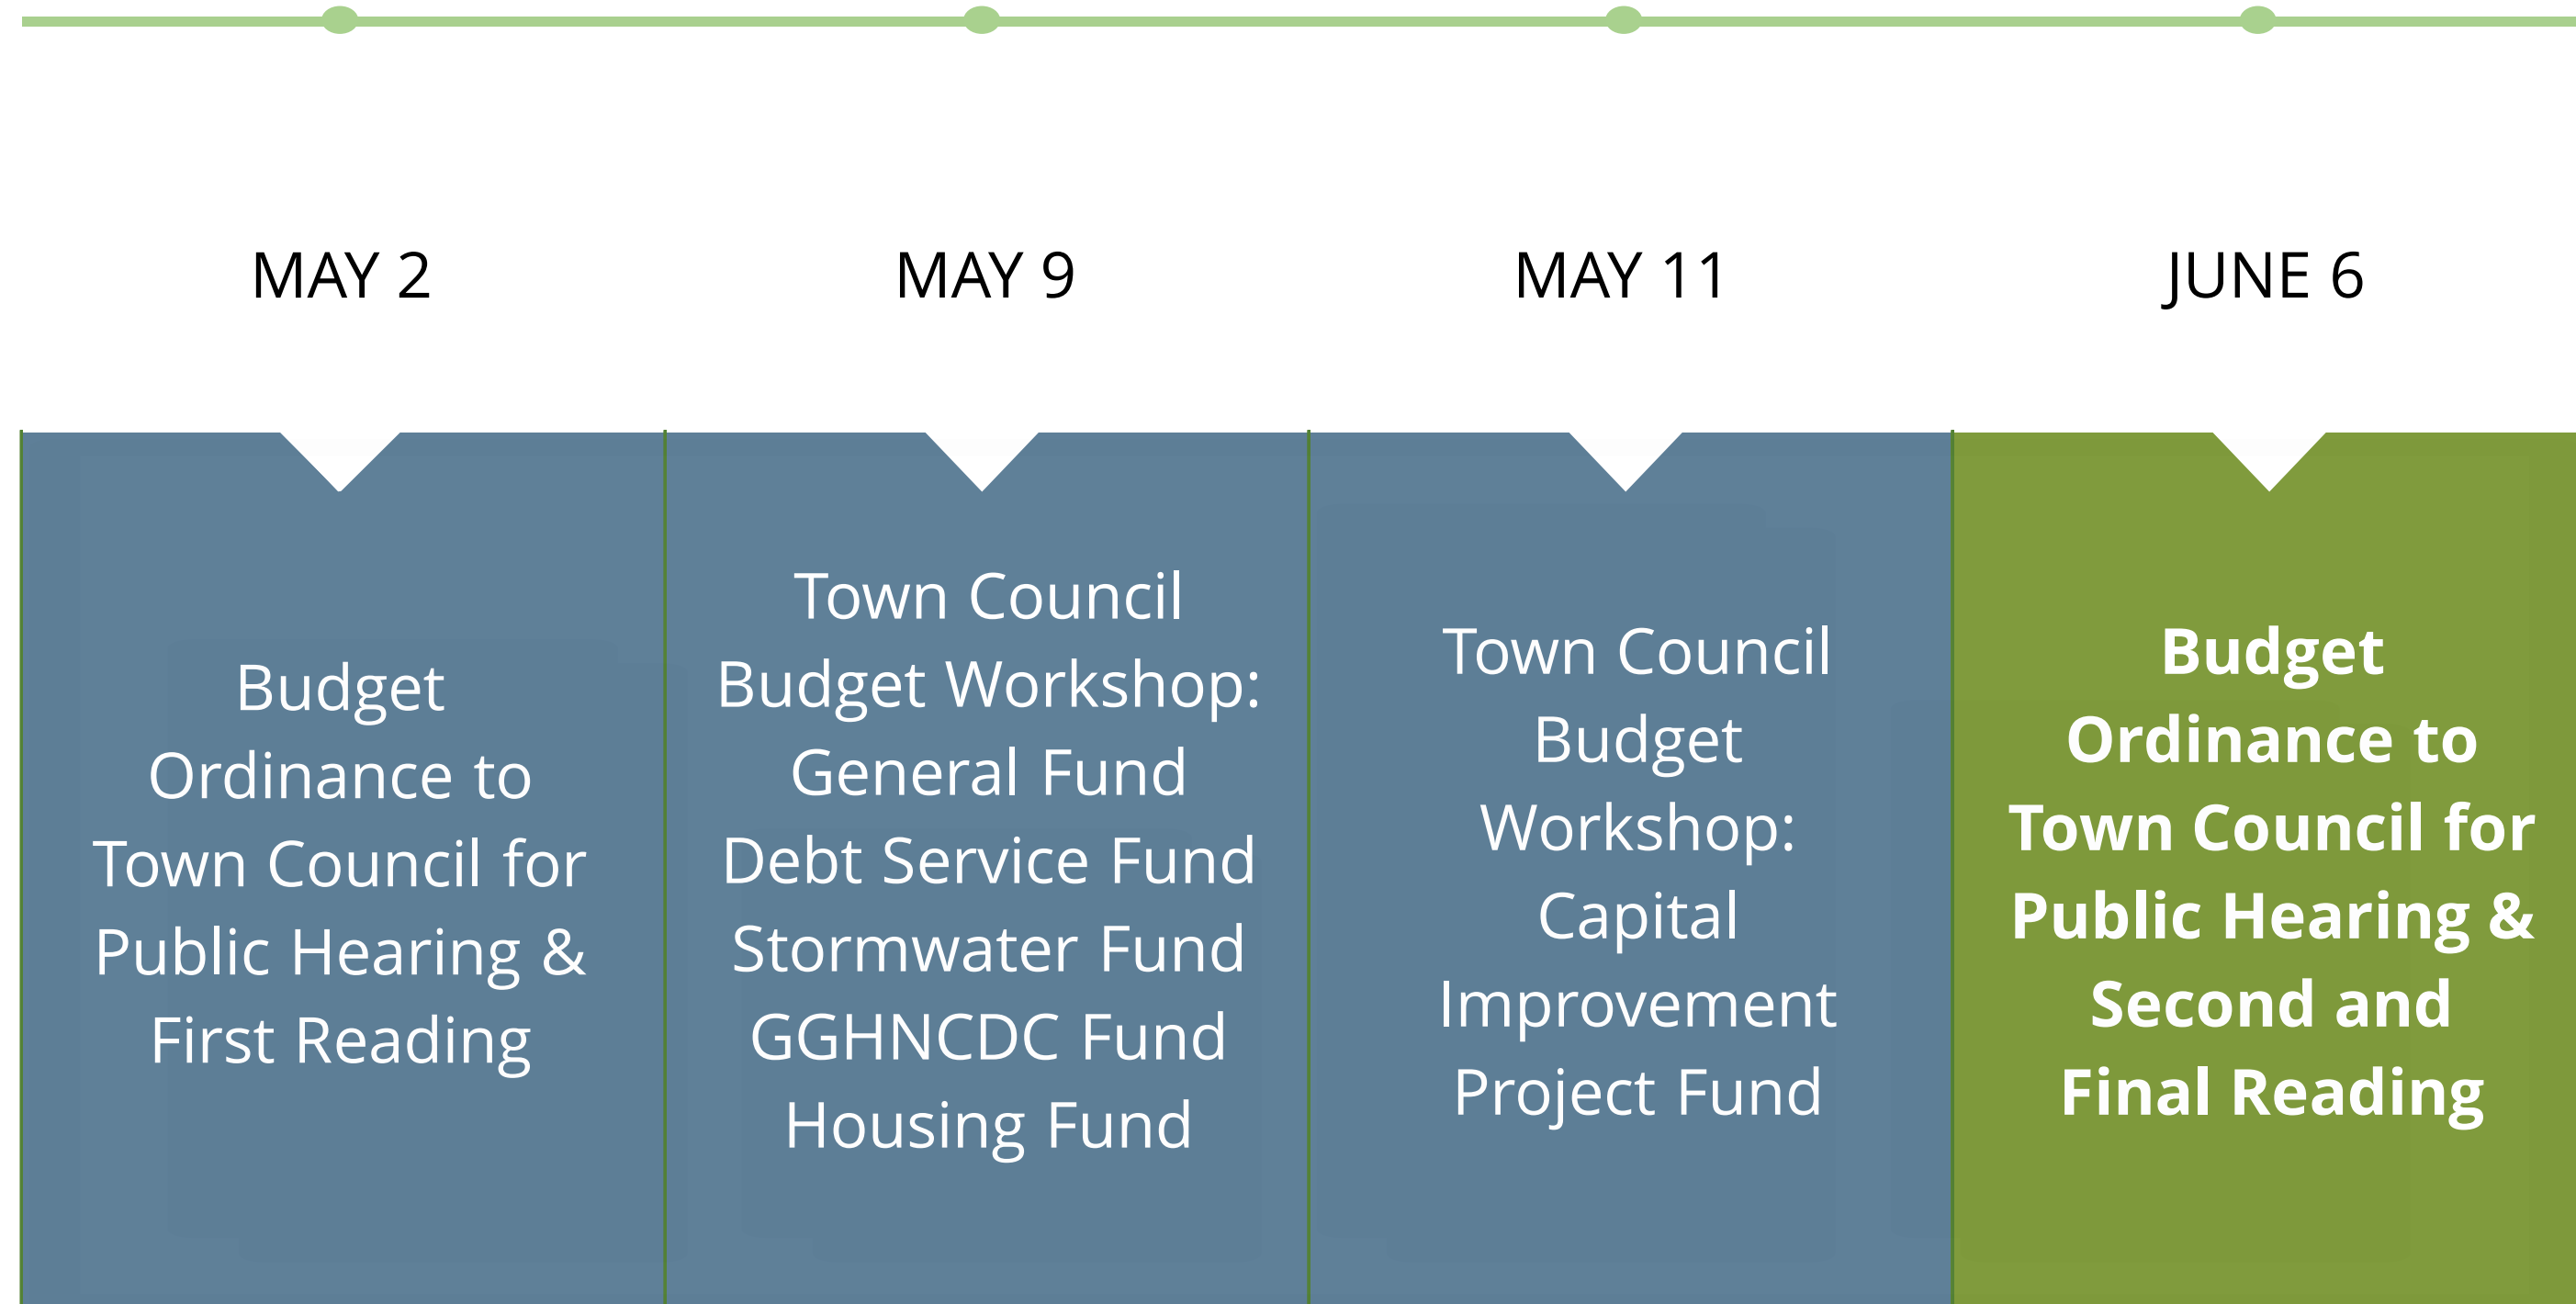 MAY 2
Budget
Ordinance to
Town Council for
Public Hearing &
First Reading
MAY 9
Town Council
Budget Workshop:
General Fund
Debt Service Fund
Stormwater Fund
GGHNCDC Fund
Housing Fund
MAY 11
Town Council
Budget
Workshop:
Capital
Improvement
Project Fund
JUNE 6
Budget
Ordinance to
Town Council for
Public Hearing &
Second and
Final Reading